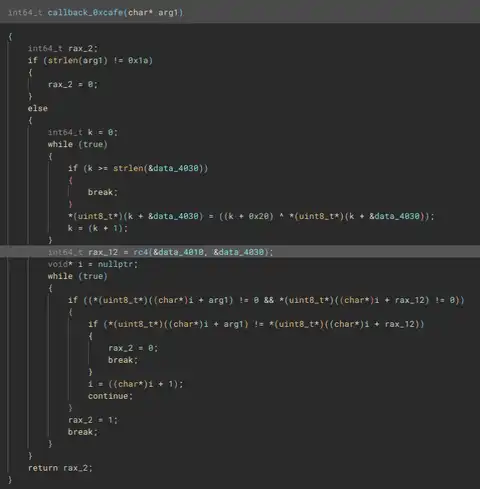 int64_t callback_0xcafe(char* arg1)
{
    int64_t rax_2;
    if (strlen(arg1) != 0x1a)
    {
        rax_2 = 0;
    }
    else
    {
        int64_t k = 0;
        while (true)
        {
            if (k >= strlen(&data_4030))
            {
                break;
            }
            *(uint8_t*)(k + &data_4030) = ((k + 0x20) ^ *(uint8_t*)(k + &data_4030));
            k = (k + 1);
        }
        int64_t rax_12 = rc4(&data_4010, &data_4030);
        void* i = nullptr;
        while (true)
        {
            if ((*(uint8_t*)((char*)i + arg1) != 0 && *(uint8_t*)((char*)i + rax_12) != 0))
            {
                if (*(uint8_t*)((char*)i + arg1) != *(uint8_t*)((char*)i + rax_12))
                {
                    rax_2 = 0;
                    break;
                }
                i = ((char*)i + 1);
                continue;
            }
            rax_2 = 1;
            break;
        }
    }
    return rax_2;
}